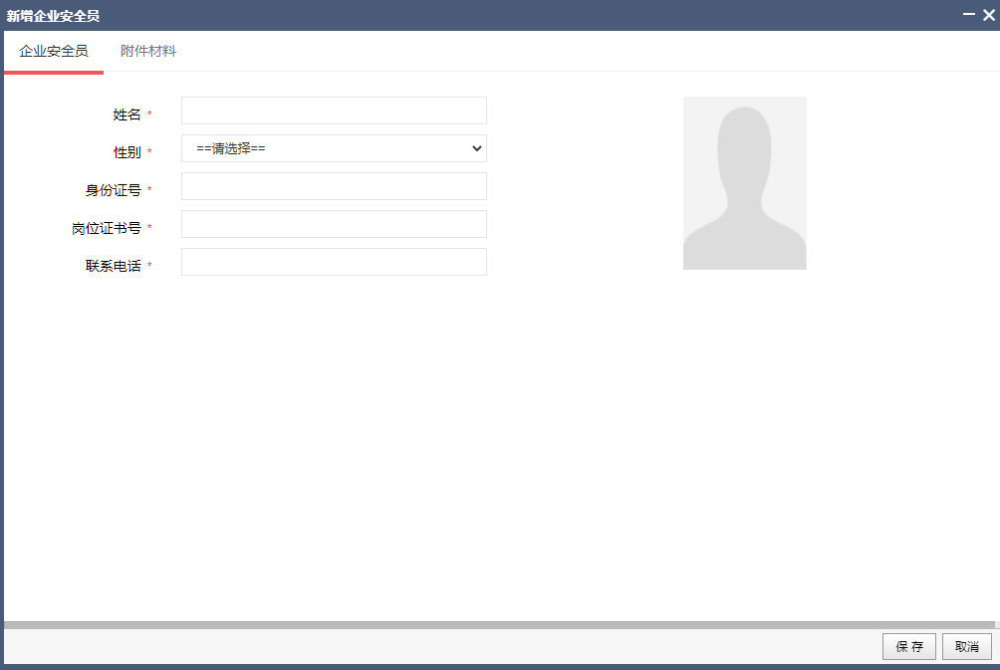 新增企业安全员
企业安全员 附件材料
姓名 *
性别 * ==请选择==
身份证号 *
岗位证书号 *
联系电话 *
保 存 取消